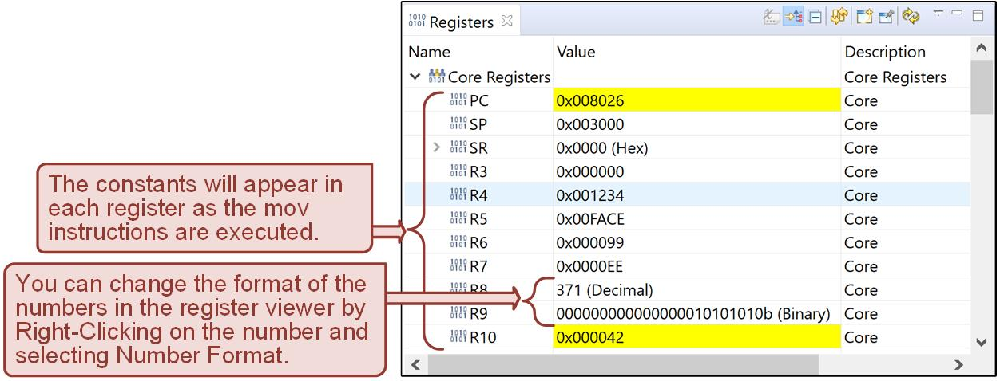 Registers
Name Value Description
Core Registers Core Registers
PC 0x008026 Core
SP 0x003000 Core
SR 0x0000 (Hex) Core
R3 0x000000 Core
R4 0x001234 Core
R5 0x00FACE Core
R6 0x000099 Core
R7 0x0000EE Core
R8 371 (Decimal) Core
R9 000000000000000010101010b (Binary) Core
R10 0x000042 Core
The constants will appear in
each register as the mov
instructions are executed.
You can change the format of the
numbers in the register viewer by
Right-Clicking on the number and
selecting Number Format.